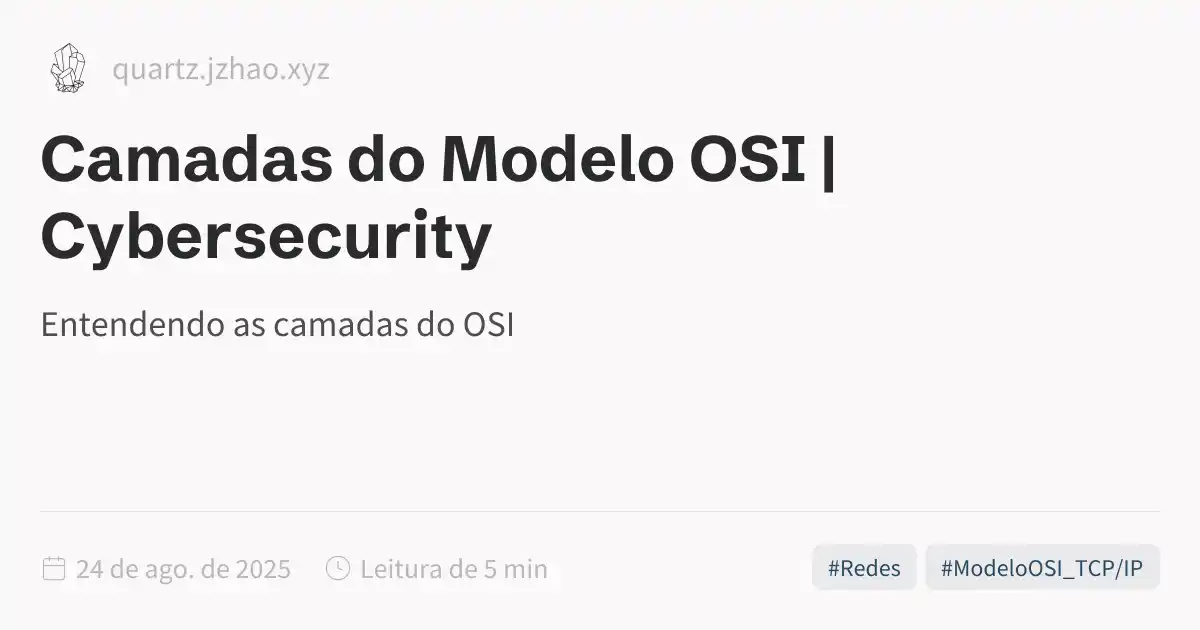 quartz.jzhao.xyz
Camadas do Modelo OSI |
Cybersecurity
Entendendo as camadas do OSI
24 de ago. de 2025
Leitura de 5 min
#Redes
#ModeloOSI_TCP/IP